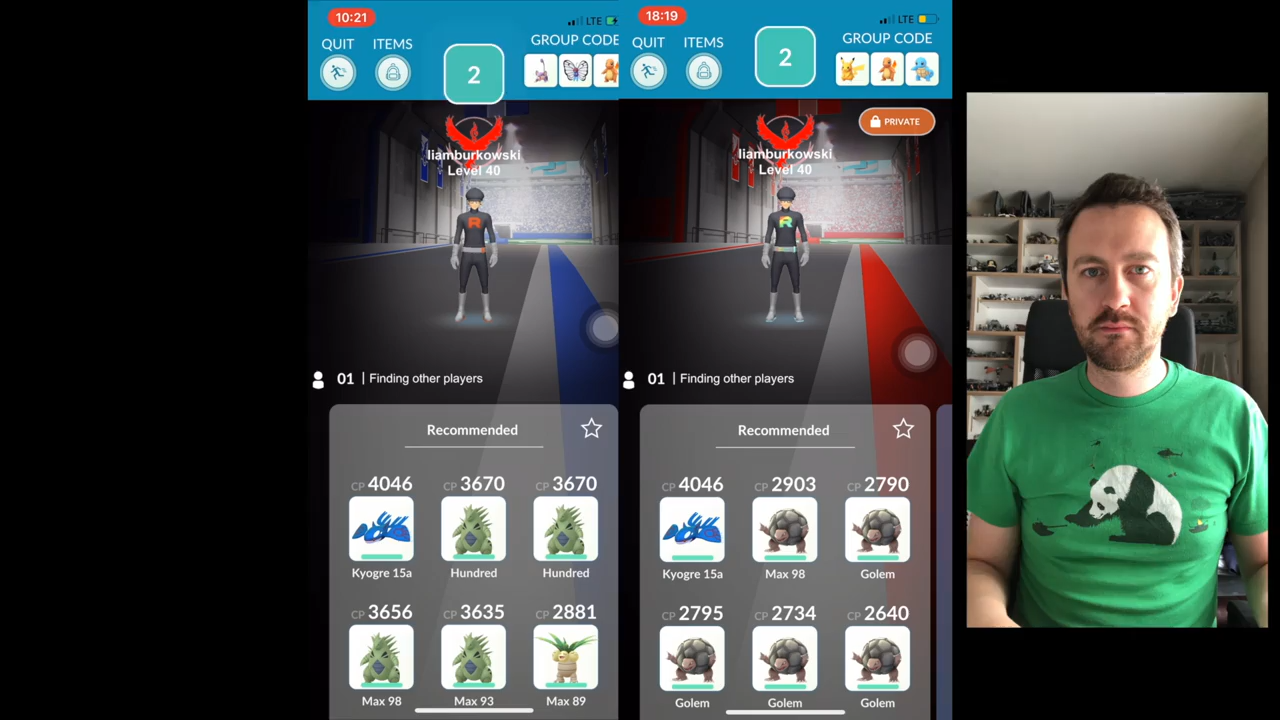 10:21
LTE
QUIT
ITEMS
2
GROUP CODE
liamburkowski
Level 40
R
01 | Finding other players
Recommended
CP 4046
CP 3670
CP 3670
Kyogre 15a
Hundred
Hundred
CP 3656
CP 3635
CP 2881
Max 98
Max 93
Max 89
18:19
LTE
QUIT
ITEMS
2
GROUP CODE
PRIVATE
liamburkowski
Level 40
R
01 | Finding other players
Recommended
CP 4046
CP 2903
CP 2790
Kyogre 15a
Max 98
Golem
CP 2795
CP 2734
CP 2640
Golem
Golem
Golem